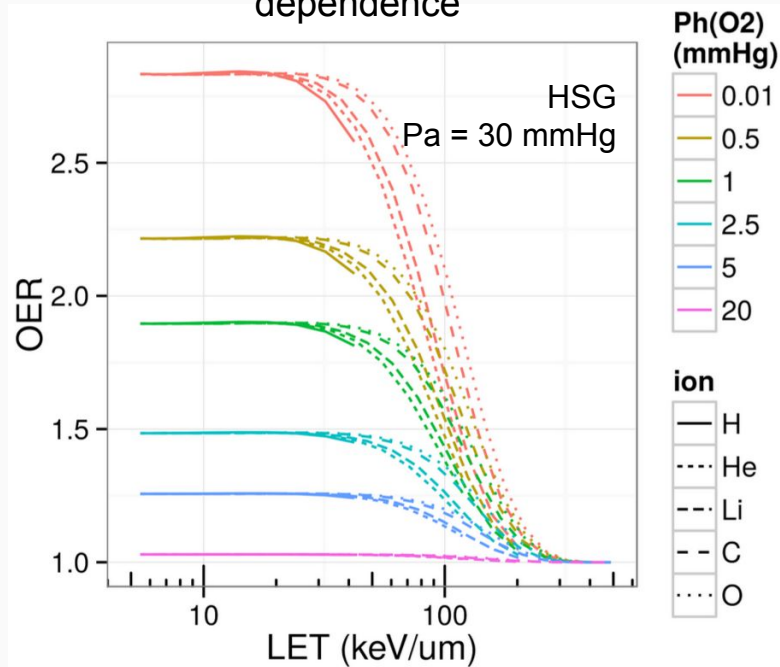 dependence
HSG
Pa = 30 mmHg
OER
2.5
2.0
1.5
1.0
10
100
LET (keV/um)
Ph(O2)
(mmHg)
0.01
0.5
1
2.5
5
20
ion
H
He
Li
C
O